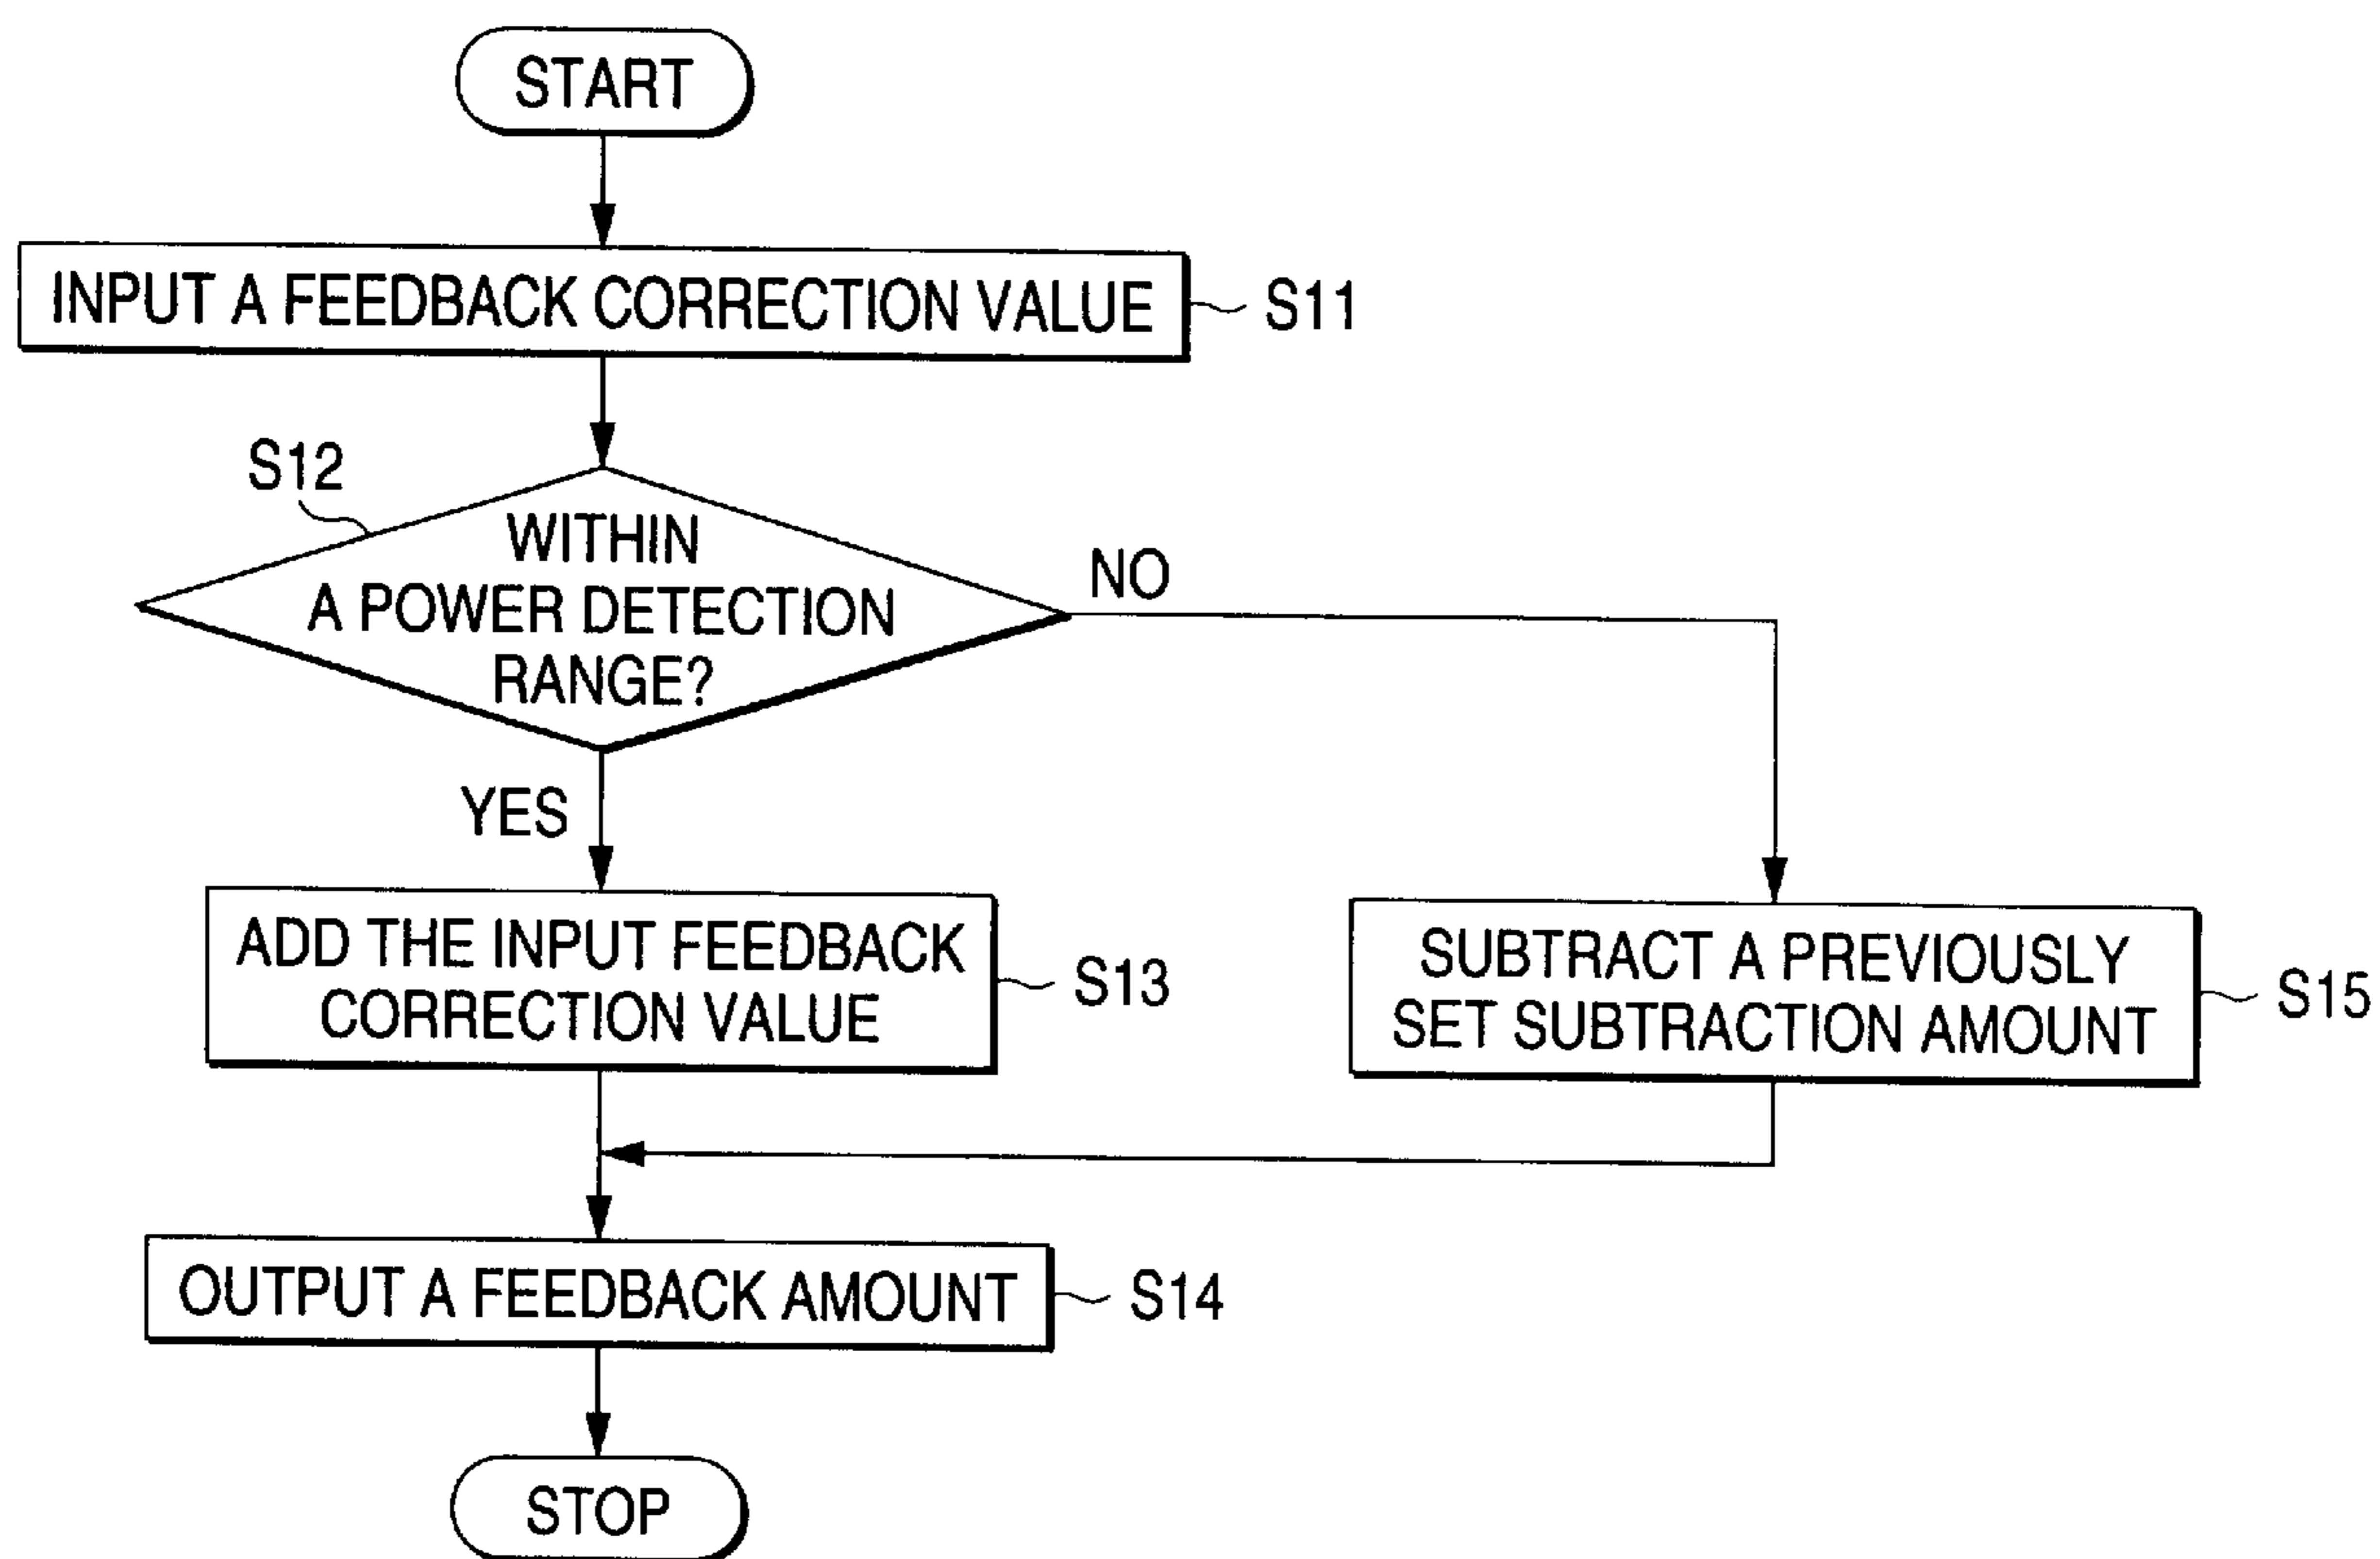 START
INPUT A FEEDBACK CORRECTION VALUE
S11
S12
WITHIN
A POWER DETECTION
RANGE?
NO
YES
ADD THE INPUT FEEDBACK
CORRECTION VALUE
S13
SUBTRACT A PREVIOUSLY
SET SUBTRACTION AMOUNT
S15
OUTPUT A FEEDBACK AMOUNT
S14
STOP